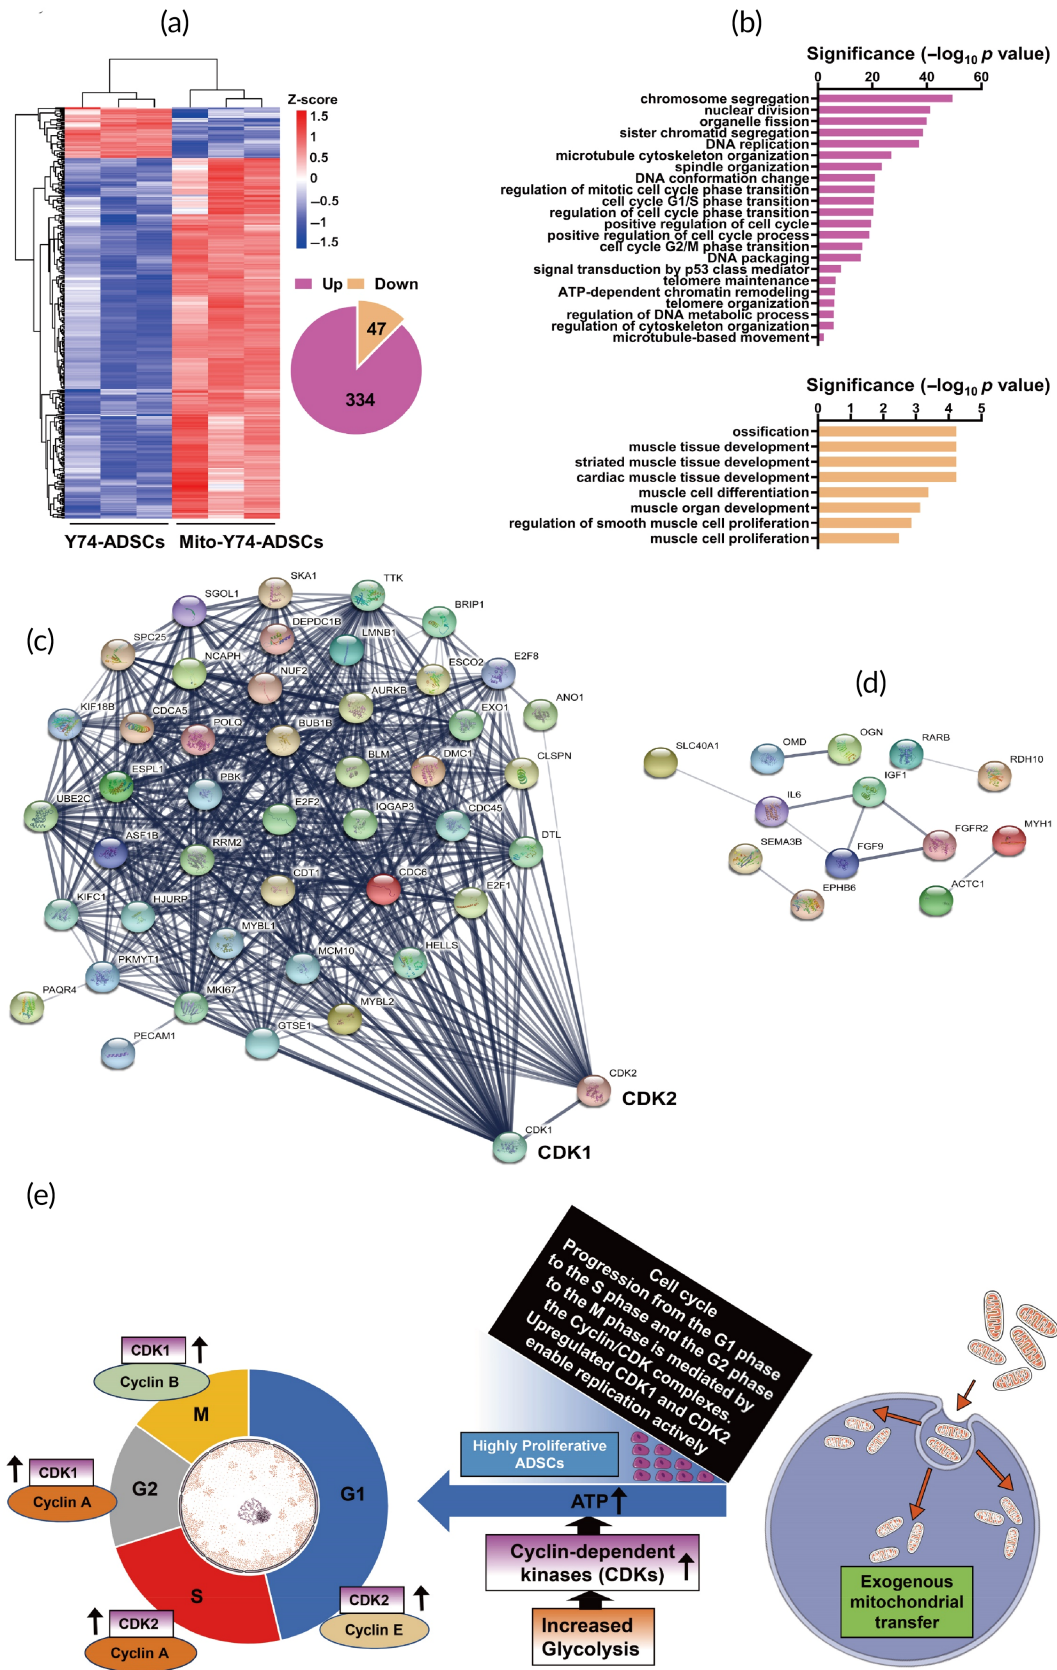 (a)
Z-score
1.5
1
0.5
0
−0.5
−1
−1.5
Up Down
47
334
Y74-ADSCs Mito-Y74-ADSCs
(b)
Significance (−log10 p value)
0 20 40 60
chromosome segregation
nuclear division
organelle fission
sister chromatid segregation
DNA replication
microtubule cytoskeleton organization
spindle organization
DNA conformation change
regulation of mitotic cell cycle phase transition
cell cycle G1/S phase transition
regulation of cell cycle phase transition
positive regulation of cell cycle
positive regulation of cell cycle process
cell cycle G2/M phase transition
DNA packaging
signal transduction by p53 class mediator
telomere maintenance
ATP-dependent chromatin remodeling
telomere organization
regulation of DNA metabolic process
regulation of cytoskeleton organization
microtubule-based movement
Significance (−log10 p value)
0 1 2 3 4 5
ossification
muscle tissue development
striated muscle tissue development
cardiac muscle tissue development
muscle cell differentiation
muscle organ development
regulation of smooth muscle cell proliferation
muscle cell proliferation
(c)
SKA1
TTK
SGOL1
BRIP1
DEPDC1B
LMNB1
SPC25
NCAPH
NUF2
ESCO2
E2F8
AURKB
ANO1
KIF18B
CDCA5
POLQ
BUB1B
EXO1
BLM
DMC1
CLSPN
ESPL1
PBK
UBE2C
E2F2
IQGAP3
CDC45
ASF1B
RRM2
DTL
CDT1
CDC6
E2F1
KIFC1
HJURP
MYBL1
HELLS
MCM10
PKMYT1
MKI67
MYBL2
PAQR4
GTSE1
PECAM1
CDK2
CDK2
CDK1
CDK1
(d)
SLC40A1
OMD
OGN
RARB
RDH10
IGF1
IL6
MYH1
SEMA3B
FGF9
FGFR2
EPHB6
ACTC1
(e)
CDK1
Cyclin B
M
CDK1
Cyclin A
G2
G1
S
CDK2
Cyclin A
CDK2
Cyclin E
Cell cycle
Progression from the G1 phase
to the S phase and the G2 phase
to the M phase is mediated by
the Cyclin/CDK complexes.
Upregulated CDK1 and CDK2
enable replication actively
Highly Proliferative
ADSCs
ATP
Cyclin-dependent
kinases (CDKs)
Increased
Glycolysis
Exogenous
mitochondrial
transfer